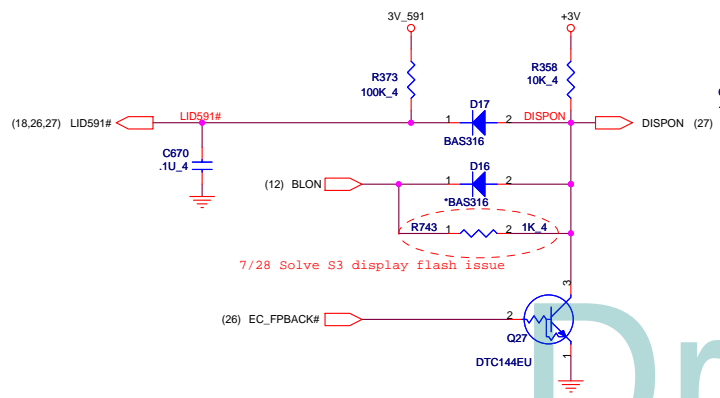 3V_591
+3V
R373
100K_4
R358
10K_4
(18,26,27) LID591#
LID591#
1
D17
2
BAS316
DISPON
DISPON (27)
C670
.1U_4
(12) BLON
1
D16
2
*BAS316
R743
1
2
1K_4
7/28 Solve S3 display flash issue
3
(26) EC_FPBACK#
2
Q27
1
DTC144EU
Dr